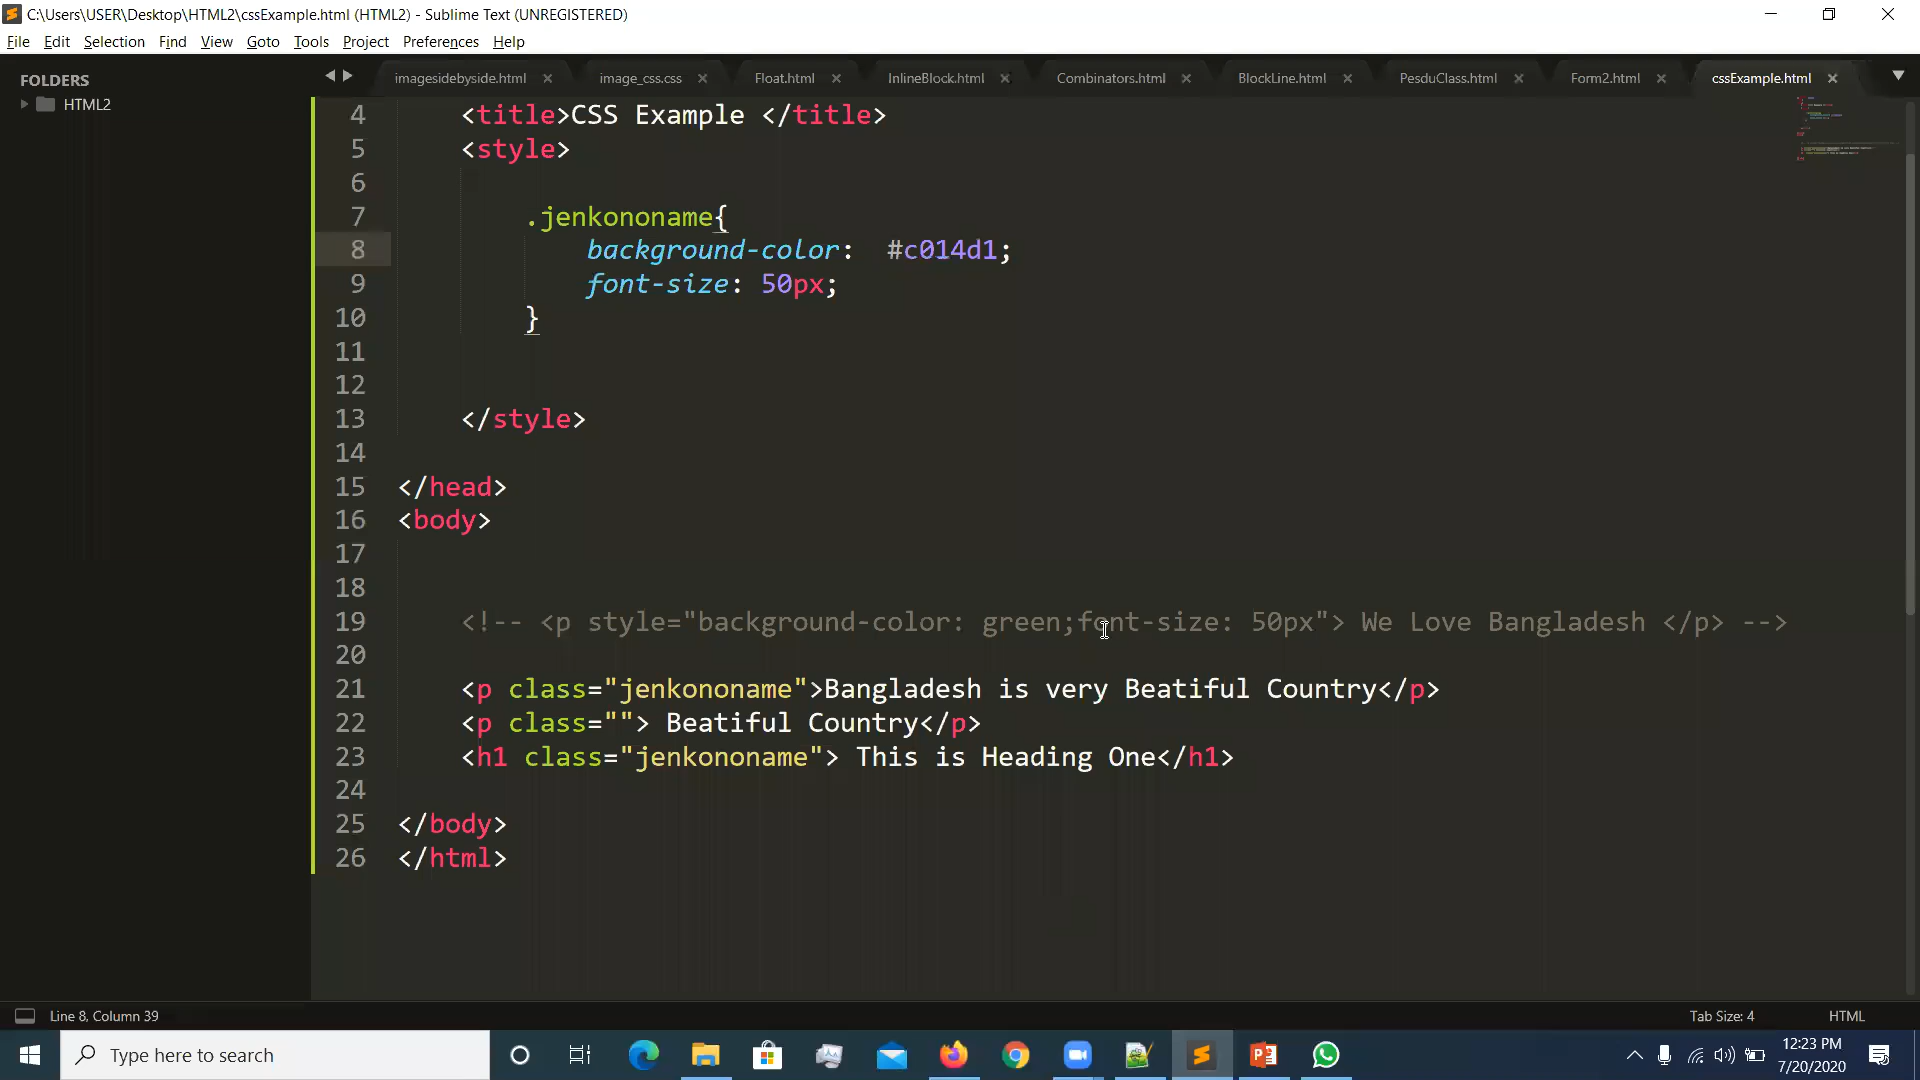 C:\Users\USER\Desktop\HTML2\cssExample.html (HTML2) - Sublime Text (UNREGISTERED)
File Edit Selection Find View Goto Tools Project Preferences Help
FOLDERS
HTML2
imagesidebyside.html image_css.css Float.html InlineBlock.html Combinators.html BlockLine.html PesduClass.html Form2.html cssExample.html
4 <title>CSS Example </title>
5 <style>
6
7 .jenkononame{
8 background-color:  #c014d1;
9 font-size: 50px;
10 }
11
12
13 </style>
14
15 </head>
16 <body>
17
18
19 <!-- <p style="background-color: green;font-size: 50px"> We Love Bangladesh </p> -->
20
21 <p class="jenkononame">Bangladesh is very Beatiful Country</p>
22 <p class=""> Beatiful Country</p>
23 <h1 class="jenkononame"> This is Heading One</h1>
24
25 </body>
26 </html>
Line 8, Column 39
Tab Size: 4
HTML
Type here to search
12:23 PM
7/20/2020